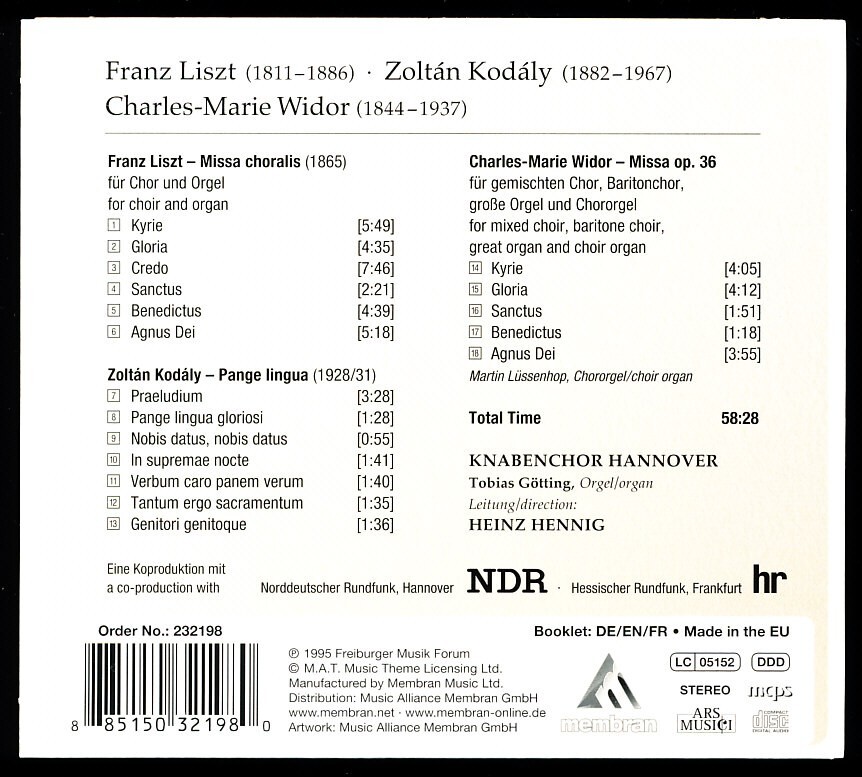 Franz Liszt (1811–1886) · Zoltán Kodály (1882–1967)
Charles-Marie Widor (1844–1937)
Franz Liszt – Missa choralis (1865)
für Chor und Orgel
for choir and organ
1 Kyrie [5:49]
2 Gloria [4:35]
3 Credo [7:46]
4 Sanctus [2:21]
5 Benedictus [4:39]
6 Agnus Dei [5:18]
Zoltán Kodály – Pange lingua (1928/31)
7 Praeludium [3:28]
8 Pange lingua gloriosi [1:28]
9 Nobis datus, nobis datus [0:55]
10 In supremae nocte [1:41]
11 Verbum caro panem verum [1:40]
12 Tantum ergo sacramentum [1:35]
13 Genitori genitoque [1:36]
Charles-Marie Widor – Missa op. 36
für gemischten Chor, Baritonchor,
große Orgel und Chororgel
for mixed choir, baritone choir,
great organ and choir organ
14 Kyrie [4:05]
15 Gloria [4:12]
16 Sanctus [1:51]
17 Benedictus [1:18]
18 Agnus Dei [3:55]
Martin Lüssenhop, Chororgel/choir organ
Total Time 58:28
KNABENCHOR HANNOVER
Tobias Götting, Orgel/organ
Leitung/direction:
HEINZ HENNIG
Eine Koproduktion mit
a co-production with Norddeutscher Rundfunk, Hannover NDR · Hessischer Rundfunk, Frankfurt hr
Order No.: 232198
Booklet: DE/EN/FR • Made in the EU
8 85150 32198 0
℗ 1995 Freiburger Musik Forum
© M.A.T. Music Theme Licensing Ltd.
Manufactured by Membran Music Ltd.
Distribution: Music Alliance Membran GmbH
www.membran.net · www.membran-online.de
Artwork: Music Alliance Membran GmbH
membran
LC 05152 DDD
STEREO mcps
ARS MUSICI
COMPACT disc DIGITAL AUDIO